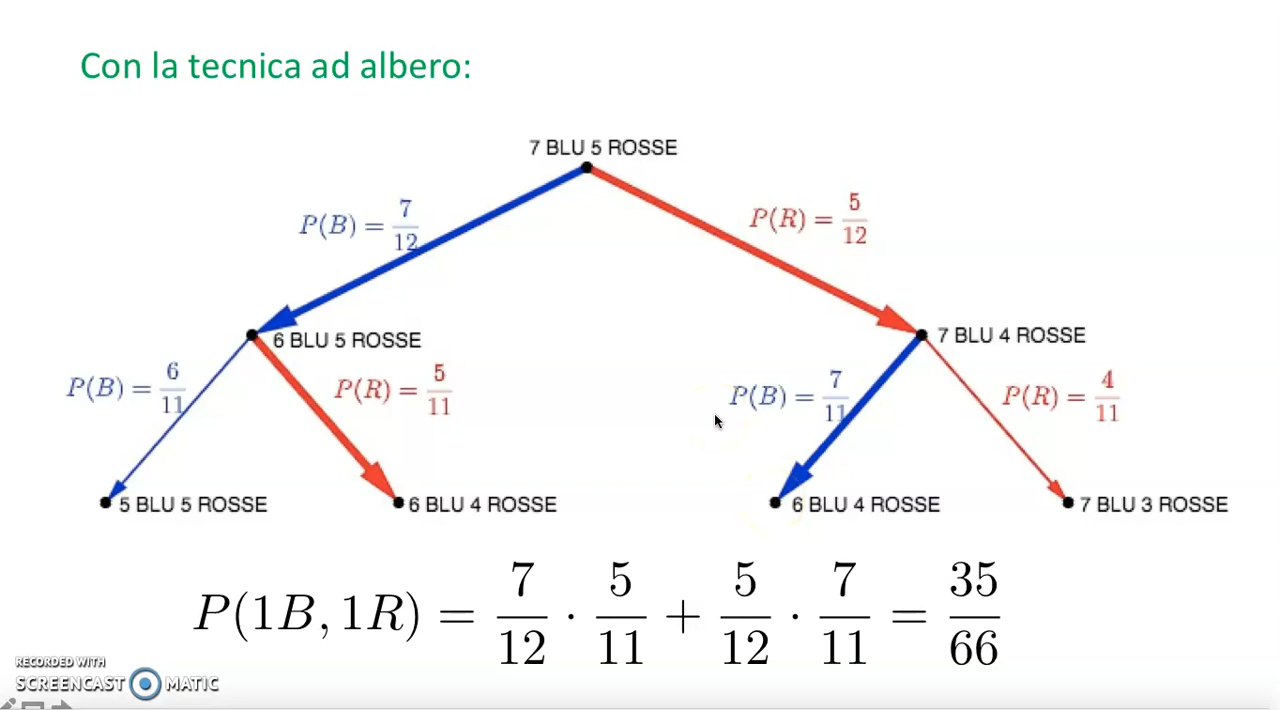 Con la tecnica ad albero:
7 BLU 5 ROSSE
P(B) = 7/12
P(R) = 5/12
6 BLU 5 ROSSE
7 BLU 4 ROSSE
P(B) = 6/11
P(R) = 5/11
P(B) = 7/11
P(R) = 4/11
5 BLU 5 ROSSE
6 BLU 4 ROSSE
6 BLU 4 ROSSE
7 BLU 3 ROSSE
P(1B, 1R) = 7/12 · 5/11 + 5/12 · 7/11 = 35/66
RECORDED WITH
SCREENCAST MATIC